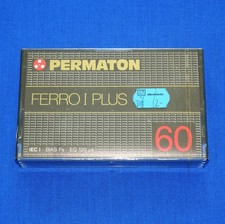 PERMATON
FERRO I PLUS
60
IEC I BIAS Fe EQ 120 µs